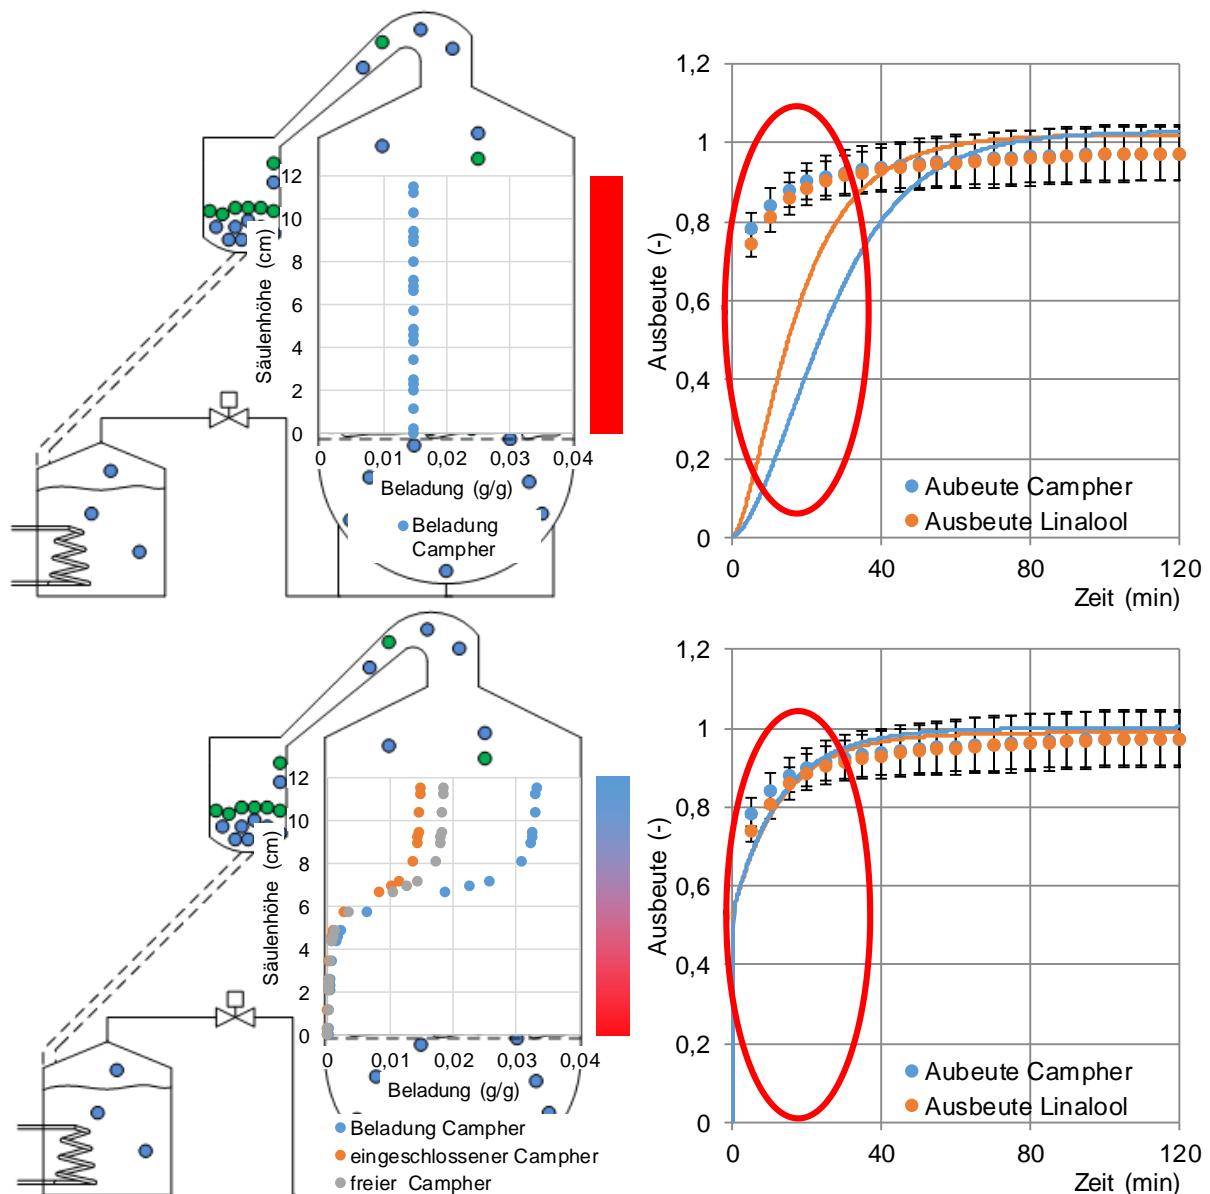 12
10
8
6
4
2
0
Säulenhöhe (cm)
0
0,01
0,02
0,03
0,04
Beladung (g/g)
Beladung
Campher
1,2
1
0,8
0,6
0,4
0,2
0
Ausbeute (-)
Aubeute Campher
Ausbeute Linalool
0
40
80
120
Zeit (min)
12
10
8
6
4
2
0
Säulenhöhe (cm)
0
0,01
0,02
0,03
0,04
Beladung (g/g)
Beladung Campher
eingeschlossener Campher
freier Campher
1,2
1
0,8
0,6
0,4
0,2
0
Ausbeute (-)
Aubeute Campher
Ausbeute Linalool
0
40
80
120
Zeit (min)